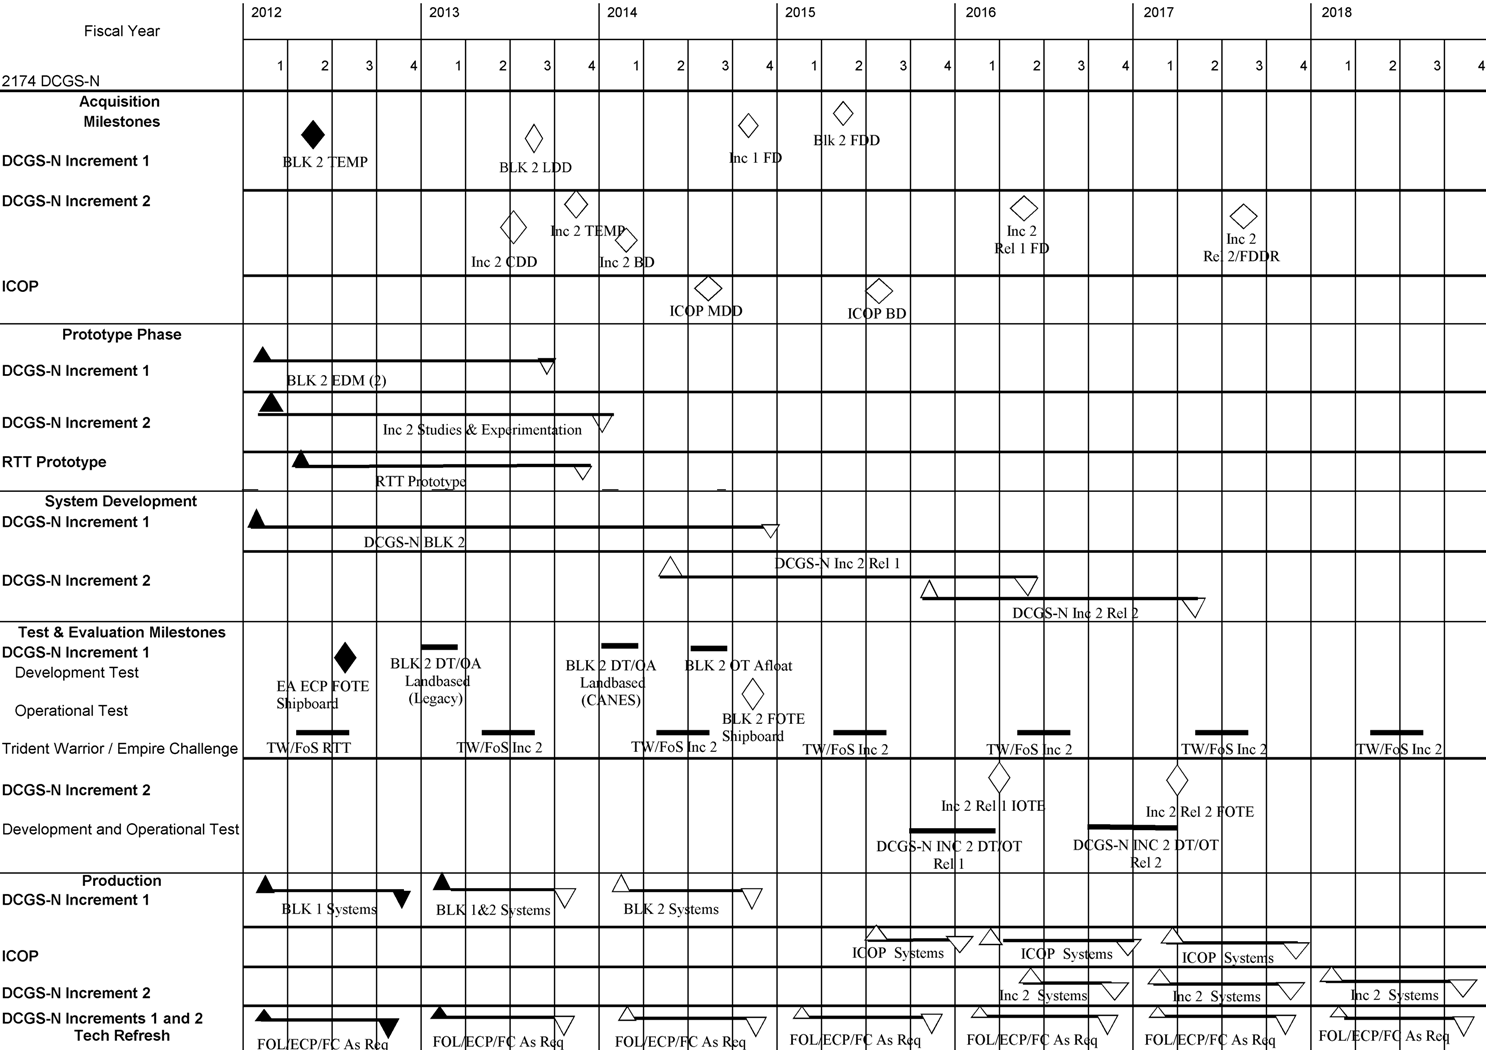 Fiscal Year
2012 2013 2014 2015 2016 2017 2018
1 2 3 4 1 2 3 4 1 2 3 4 1 2 3 4 1 2 3 4 1 2 3 4 1 2 3 4
2174 DCGS-N
Acquisition
Milestones
DCGS-N Increment 1
BLK 2 TEMP
BLK 2 LDD
Inc 1 FD
Blk 2 FDD
DCGS-N Increment 2
Inc 2 CDD
Inc 2 TEMP
Inc 2 BD
Inc 2
Rel 1 FD
Inc 2
Rel 2/FDDR
ICOP
ICOP MDD
ICOP BD
Prototype Phase
DCGS-N Increment 1
BLK 2 EDM (2)
DCGS-N Increment 2
Inc 2 Studies & Experimentation
RTT Prototype
RTT Prototype
System Development
DCGS-N Increment 1
DCGS-N BLK 2
DCGS-N Increment 2
DCGS-N Inc 2 Rel 1
DCGS-N Inc 2 Rel 2
Test & Evaluation Milestones
DCGS-N Increment 1
Development Test
EA ECP FOTE
Shipboard
BLK 2 DT/OA
Landbased
(Legacy)
BLK 2 DT/OA
Landbased
(CANES)
BLK 2 OT Afloat
Operational Test
BLK 2 FOTE
Shipboard
Trident Warrior / Empire Challenge
TW/FoS RTT
TW/FoS Inc 2
TW/FoS Inc 2
TW/FoS Inc 2
TW/FoS Inc 2
TW/FoS Inc 2
TW/FoS Inc 2
DCGS-N Increment 2
Inc 2 Rel 1 IOTE
Inc 2 Rel 2 FOTE
Development and Operational Test
DCGS-N INC 2 DT/OT
Rel 1
DCGS-N INC 2 DT/OT
Rel 2
Production
DCGS-N Increment 1
BLK 1 Systems
BLK 1&2 Systems
BLK 2 Systems
ICOP
ICOP Systems
ICOP Systems
ICOP Systems
DCGS-N Increment 2
Inc 2 Systems
Inc 2 Systems
Inc 2 Systems
DCGS-N Increments 1 and 2
Tech Refresh
FOL/ECP/FC As Req
FOL/ECP/FC As Req
FOL/ECP/FC As Req
FOL/ECP/FC As Req
FOL/ECP/FC As Req
FOL/ECP/FC As Req
FOL/ECP/FC As Req